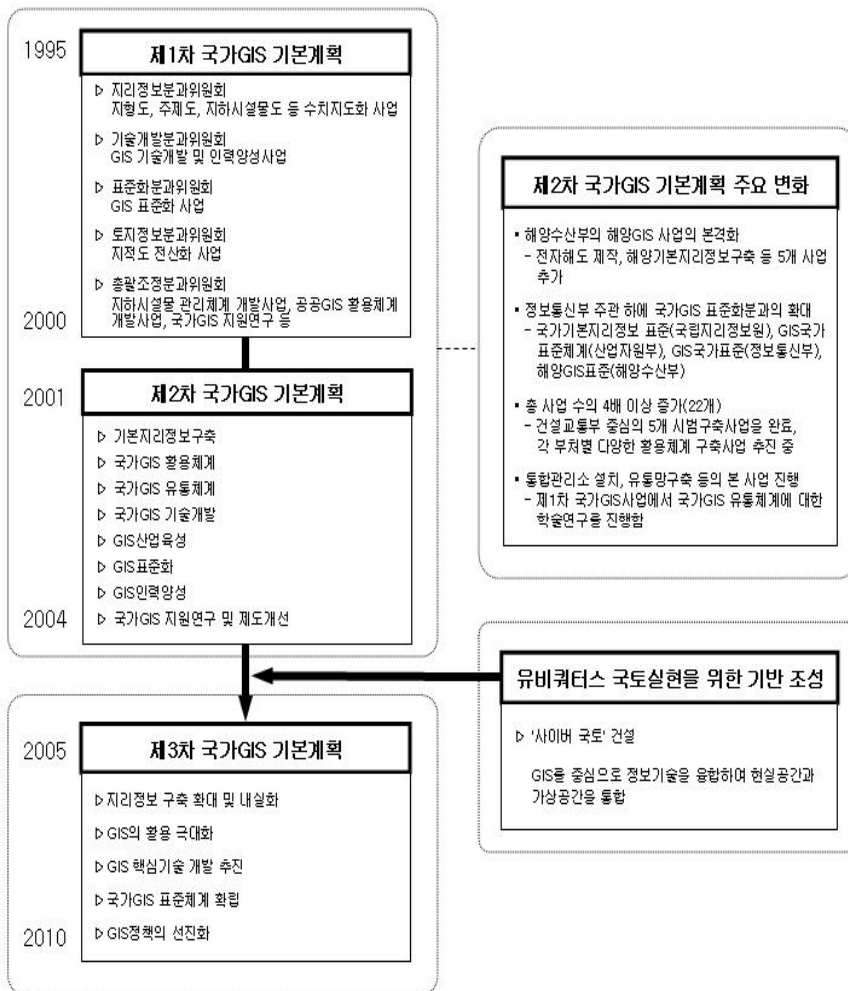 1995
제1차 국가GIS 기본계획
▷ 지리정보분과위원회
지형도, 주제도, 지하시설물도 등 수치지도화 사업
▷ 기술개발분과위원회
GIS 기술개발 및 인력양성사업
▷ 표준화분과위원회
GIS 표준화 사업
▷ 토지정보분과위원회
지적도 전산화 사업
▷ 총괄조정분과위원회
지하시설물 관리체계 개발사업, 공공GIS 활용체계
개발사업, 국가GIS 지원연구 등
2000
2001
제2차 국가GIS 기본계획
▷ 기본지리정보구축
▷ 국가GIS 활용체계
▷ 국가GIS 유통체계
▷ 국가GIS 기술개발
▷ GIS산업육성
▷ GIS표준화
▷ GIS인력양성
▷ 국가GIS 지원연구 및 제도개선
2004
제2차 국가GIS 기본계획 주요 변화
▪ 해양수산부의 해양GIS 사업의 본격화
- 전자해도 제작, 해양기본지리정보구축 등 5개 사업
추가
▪ 정보통신부 주관 하에 국가GIS 표준화분과의 확대
- 국가기본지리정보 표준(국립지리정보원), GIS국가
표준체계(산업자원부), GIS국가표준(정보통신부),
해양GIS표준(해양수산부)
▪ 총 사업 수의 4배 이상 증가(22개)
- 건설교통부 중심의 5개 시범구축사업을 완료,
각 부처별 다양한 활용체계 구축사업 추진 중
▪ 통합관리소 설치, 유통망구축 등의 본 사업 진행
- 제1차 국가GIS사업에서 국가GIS 유통체계에 대한
학술연구를 진행함
유비쿼터스 국토실현을 위한 기반 조성
▷ '사이버 국토' 건설
GIS를 중심으로 정보기술을 융합하여 현실공간과
가상공간을 통합
2005
제3차 국가GIS 기본계획
▷지리정보 구축 확대 및 내실화
▷GIS의 활용 극대화
▷GIS 핵심기술 개발 추진
▷국가GIS 표준체계 확립
▷GIS정책의 선진화
2010